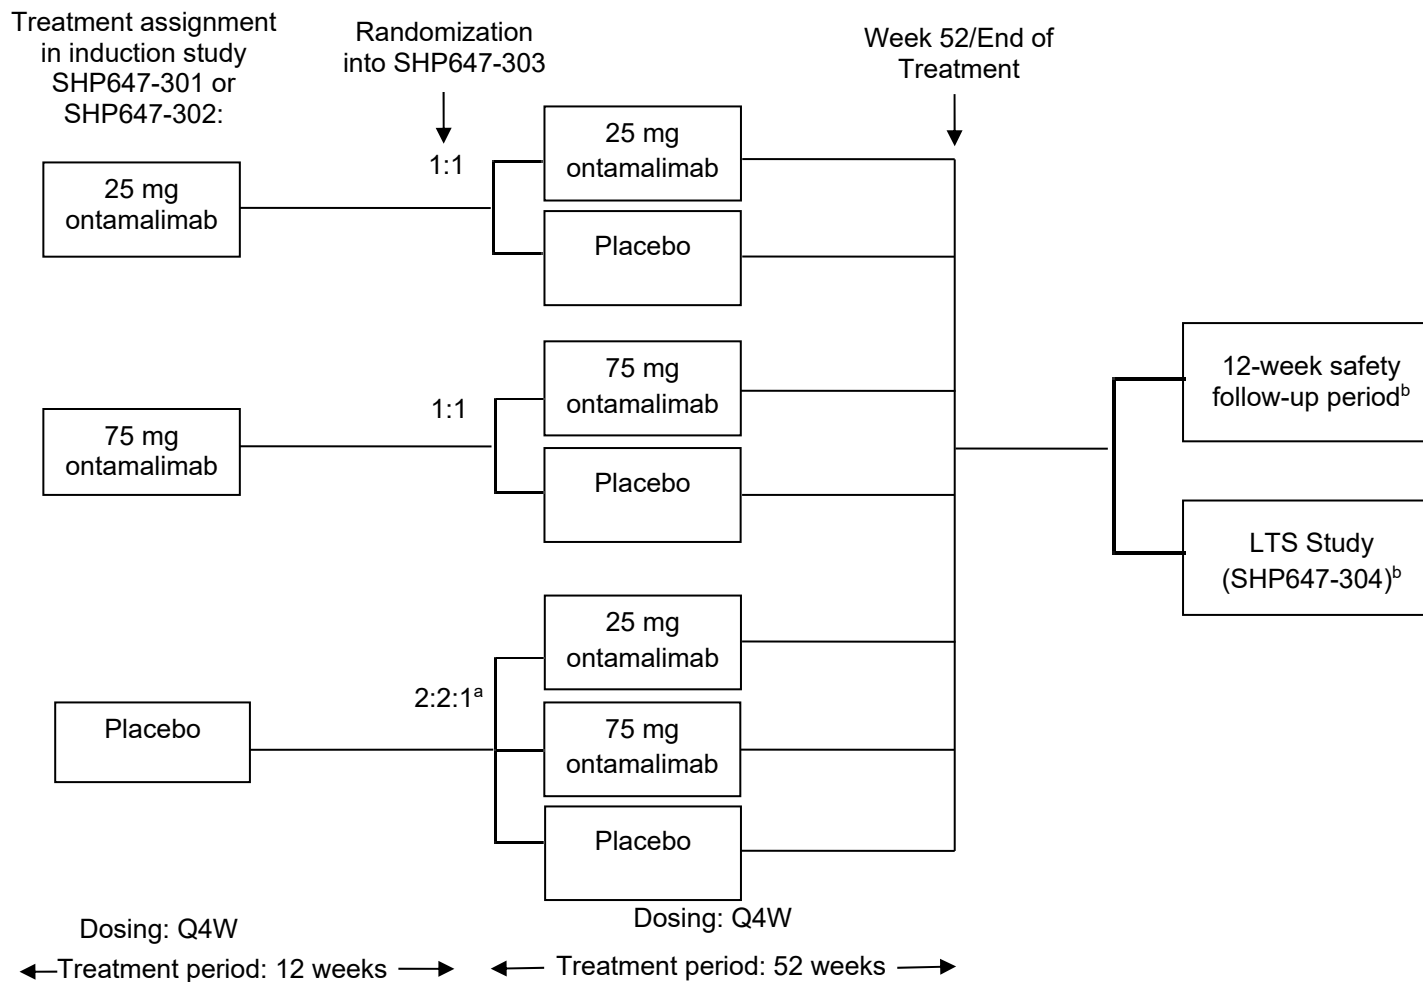 Treatment assignment
in induction study
SHP647-301 or
SHP647-302:
Randomization
into SHP647-303
Week 52/End of
Treatment
25 mg
ontamalimab
1:1
25 mg
ontamalimab
Placebo
75 mg
ontamalimab
1:1
75 mg
ontamalimab
Placebo
Placebo
2:2:1ᵃ
25 mg
ontamalimab
75 mg
ontamalimab
Placebo
12-week safety
follow-up periodᵇ
LTS Study
(SHP647-304)ᵇ
Dosing: Q4W
Treatment period: 12 weeks
Dosing: Q4W
Treatment period: 52 weeks